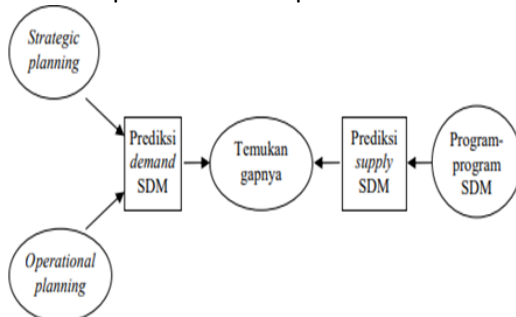 Strategic
planning
Prediksi
demand
SDM
Temukan
gapnya
Prediksi
supply
SDM
Program-
program
SDM
Operational
planning